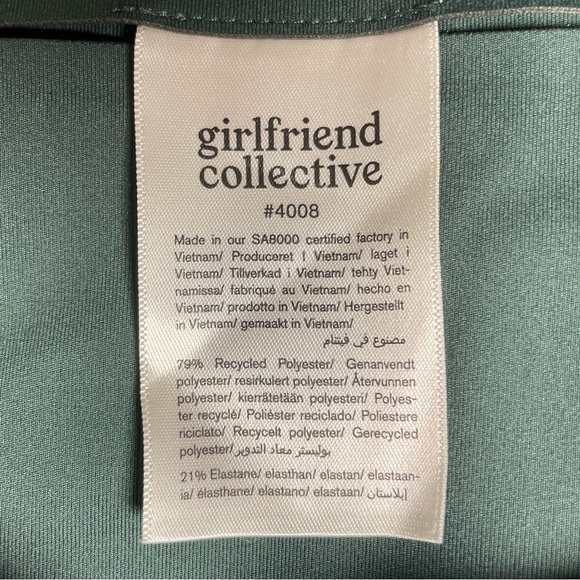 girlfriend
collective
#4008
Made in our SA8000 certified factory in
Vietnam/ Produceret I Vietnam/ laget i
Vietnam/ Tillverkad i Vietnam/ tehty Viet-
namissa/ fabriqué au Vietnam/ hecho en
Vietnam/ prodotto in Vietnam/ Hergestellt
in Vietnam/ gemaakt in Vietnam/
مصنوع في فيتنام
79% Recycled Polyester/ Genanvendt
polyester/ resirkulert polyester/ Återvunnen
polyester/ kierrätetään polyesteri/ Polyes-
ter recyclé/ Poliéster reciclado/ Poliestere
riciclato/ Recycelt polyester/ Gerecycled
polyester/بوليستر معاد التدوير
21% Elastane/ elasthan/ elastan/ elastaan-
ia/ élasthane/ elastano/ elastaan/ إيلاستان